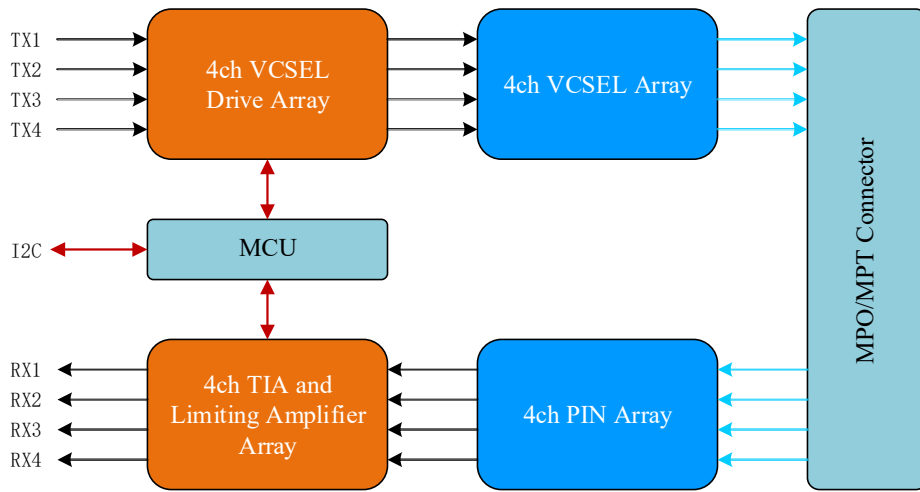 TX1
TX2
TX3
TX4
4ch VCSEL
Drive Array
4ch VCSEL Array
MPO/MPT Connector
I2C
MCU
RX1
RX2
RX3
RX4
4ch TIA and
Limiting Amplifier
Array
4ch PIN Array